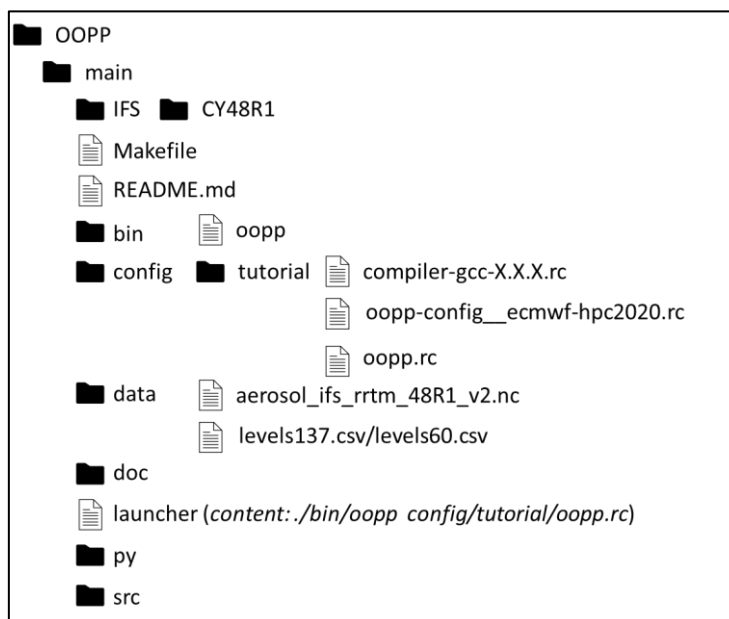 OOPP
main
IFS CY48R1
Makefile
README.md
bin oopp
config tutorial compiler-gcc-X.X.X.rc
oopp-config__ecmwf-hpc2020.rc
oopp.rc
data aerosol_ifs_rrtm_48R1_v2.nc
levels137.csv/levels60.csv
doc
launcher (content: ./bin/oopp config/tutorial/oopp.rc)
py
src